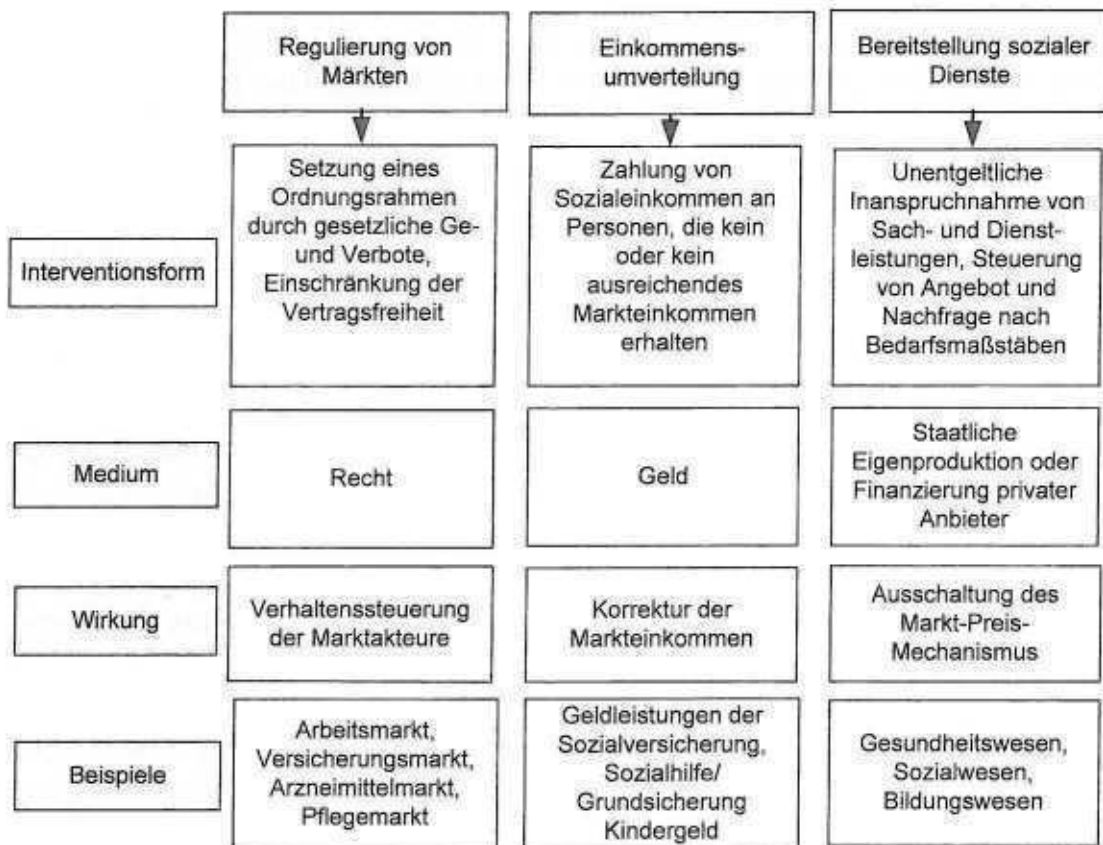 Regulierung von
Märkten
Einkommens-
umverteilung
Bereitstellung sozialer
Dienste
Interventionsform
Setzung eines
Ordnungsrahmen
durch gesetzliche Ge-
und Verbote,
Einschränkung der
Vertragsfreiheit
Zahlung von
Sozialeinkommen an
Personen, die kein
oder kein
ausreichendes
Markteinkommen
erhalten
Unentgeltliche
Inanspruchnahme von
Sach- und Dienst-
leistungen, Steuerung
von Angebot und
Nachfrage nach
Bedarfsmaßstäben
Medium
Recht
Geld
Staatliche
Eigenproduktion oder
Finanzierung privater
Anbieter
Wirkung
Verhaltenssteuerung
der Marktakteure
Korrektur der
Markteinkommen
Ausschaltung des
Markt-Preis-
Mechanismus
Beispiele
Arbeitsmarkt,
Versicherungsmarkt,
Arzneimittelmarkt,
Pflegemarkt
Geldleistungen der
Sozialversicherung,
Sozialhilfe/
Grundsicherung
Kindergeld
Gesundheitswesen,
Sozialwesen,
Bildungswesen